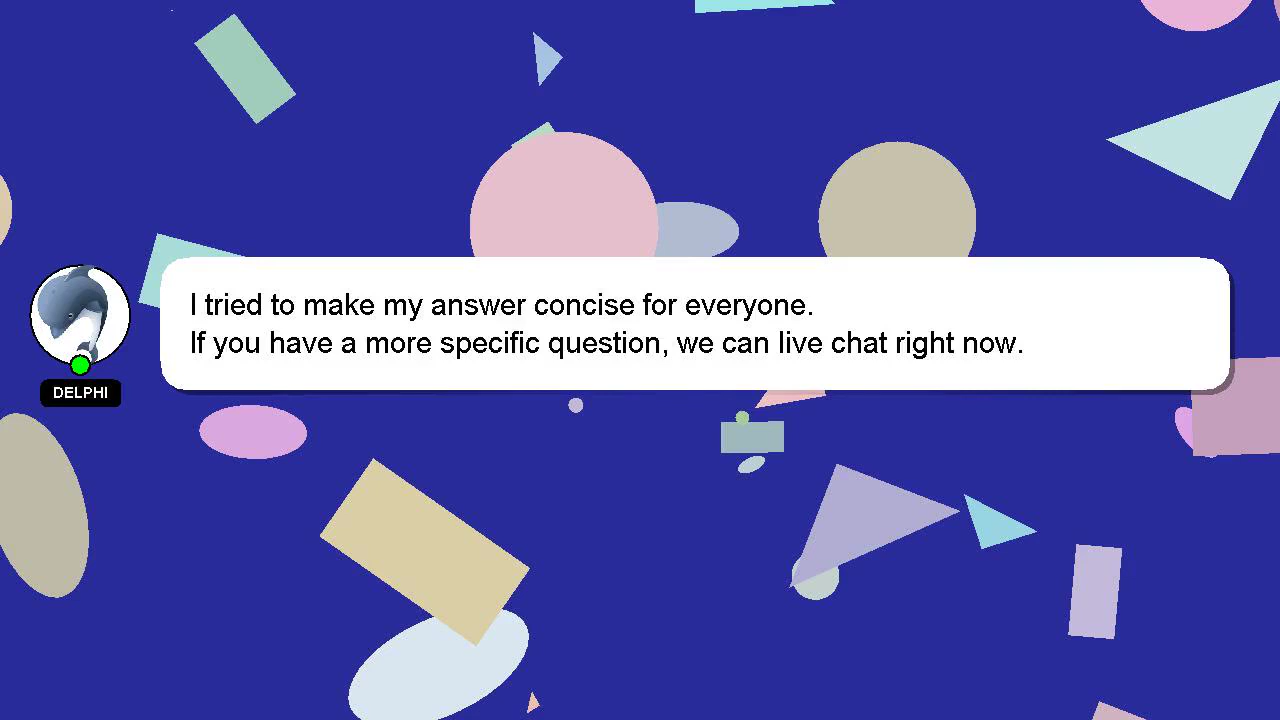 I tried to make my answer concise for everyone.
If you have a more specific question, we can live chat right now.
DELPHI